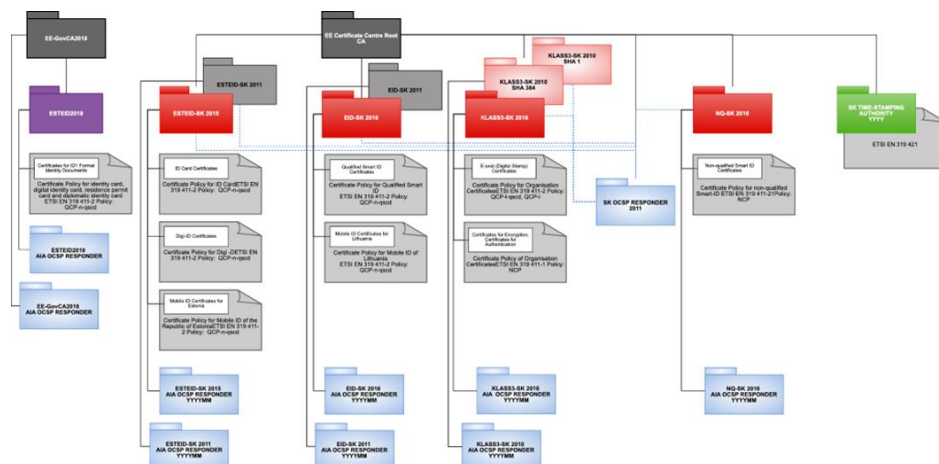 EE-GovCA2018
EE Certificate Centre Root
CA
ESTEID2018
ESTEID-SK 2011
ESTEID-SK 2015
EID-SK 2011
EID-SK 2016
KLASS3-SK 2010
SHA 1
KLASS3-SK 2010
SHA 384
KLASS3-SK 2016
NQ-SK 2016
SK TIME-STAMPING
AUTHORITY
YYYY
ETSI EN 319 421
Certificates for ID1 Format
Identity Documents
Certificate Policy for identity card,
digital identity card, residence permit
card and diplomatic identity card
ETSI EN 319 411-2 Policy:
QCP-n-qscd
ID Card Certificates
Certificate Policy for ID CardETSI EN
319 411-2 Policy: QCP-n-qscd
Qualified Smart ID
Certificates
Certificate Policy for Qualified Smart
ID
ETSI EN 319 411-2 Policy:
QCP-n-qscd
E-seal (Digital Stamp)
Certificates
Certificate Policy for Organisation
CertificatesETSI EN 319 411-2 Policy:
QCP-l-qscd, QCP-l
SK OCSP RESPONDER
2011
Non-qualified Smart ID
Certificates
Certificate Policy for non-qualified
Smart-ID ETSI EN 319 411-21Policy:
NCP
Digi-ID Certificates
Certificate Policy for Digi -IDETSI EN
319 411-2 Policy: QCP-n-qscd
Mobile ID Certificates for
Lithuania
Certificate Policy for Mobile ID of
Lithuania
ETSI EN 319 411-2 Policy:
QCP-n-qscd
Certificates for Encryption,
Certificates for
Authentication
Certificate Policy of Organisation
CertificatesETSI EN 319 411-1 Policy:
NCP
ESTEID2018
AIA OCSP RESPONDER
EE-GovCA2018
AIA OCSP RESPONDER
Mobile ID Certificates for
Estonia
Certificate Policy for Mobile ID of the
Republic of EstoniaETSI EN 319 411-
2 Policy: QCP-n-qscd
ESTEID-SK 2015
AIA OCSP RESPONDER
YYYYMM
EID-SK 2016
AIA OCSP RESPONDER
YYYYMM
KLASS3-SK 2016
AIA OCSP RESPONDER
YYYYMM
NQ-SK 2016
AIA OCSP RESPONDER
YYYYMM
ESTEID-SK 2011
AIA OCSP RESPONDER
YYYYMM
EID-SK 2011
AIA OCSP RESPONDER
YYYYMM
KLASS3-SK 2010
AIA OCSP RESPONDER
YYYYMM